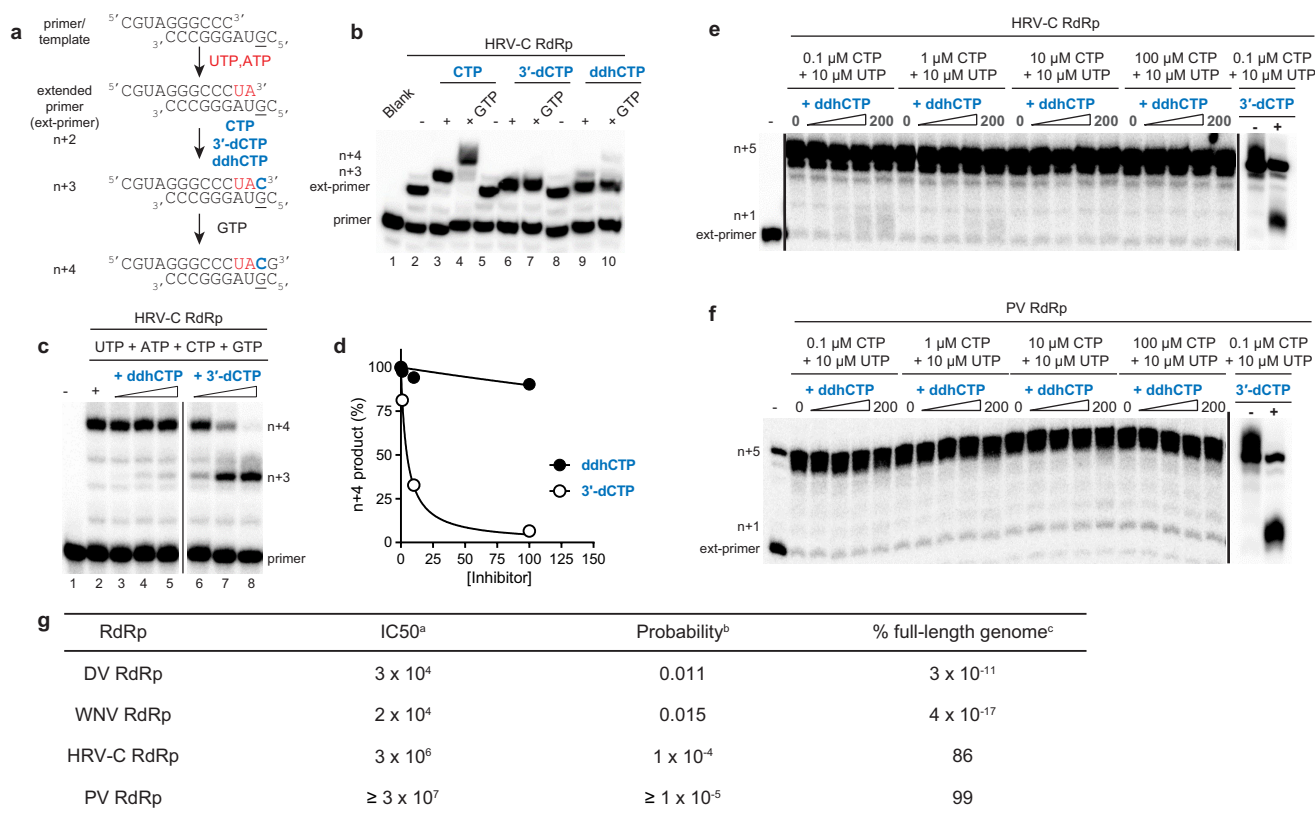 a
primer/
template
5'CGUAGGGCCC3'
3'CCCGGGAUGC5'
UTP,ATP
extended
primer
(ext-primer)
n+2
5'CGUAGGGCCCUA3'
3'CCCGGGAUGC5'
CTP
3'-dCTP
ddhCTP
n+3
5'CGUAGGGCCCUAC3'
3'CCCGGGAUGC5'
GTP
n+4
5'CGUAGGGCCCUACG3'
3'CCCGGGAUGC5'
b
HRV-C RdRp
CTP 3'-dCTP ddhCTP
Blank - + + GTP - + + GTP - + + GTP
n+4
n+3
ext-primer
primer
1 2 3 4 5 6 7 8 9 10
c
HRV-C RdRp
UTP + ATP + CTP + GTP
+ ddhCTP + 3'-dCTP
- +
n+4
n+3
primer
1 2 3 4 5 6 7 8
d
n+4 product (%)
100
75
50
25
0
0 25 50 75 100 125 150
[Inhibitor]
ddhCTP
3'-dCTP
e
HRV-C RdRp
0.1 µM CTP + 10 µM UTP
1 µM CTP + 10 µM UTP
10 µM CTP + 10 µM UTP
100 µM CTP + 10 µM UTP
0.1 µM CTP + 10 µM UTP
+ ddhCTP + ddhCTP + ddhCTP + ddhCTP 3'-dCTP
- 0 200 0 200 0 200 0 200 - +
n+5
n+1
ext-primer
f
PV RdRp
0.1 µM CTP + 10 µM UTP
1 µM CTP + 10 µM UTP
10 µM CTP + 10 µM UTP
100 µM CTP + 10 µM UTP
0.1 µM CTP + 10 µM UTP
+ ddhCTP + ddhCTP + ddhCTP + ddhCTP 3'-dCTP
- 0 200 0 200 0 200 0 200 - +
n+5
n+1
ext-primer
g
RdRp IC50ᵃ Probabilityᵇ % full-length genomeᶜ
DV RdRp 3 x 10⁴ 0.011 3 x 10⁻¹¹
WNV RdRp 2 x 10⁴ 0.015 4 x 10⁻¹⁷
HRV-C RdRp 3 x 10⁶ 1 x 10⁻⁴ 86
PV RdRp ≥ 3 x 10⁷ ≥ 1 x 10⁻⁵ 99